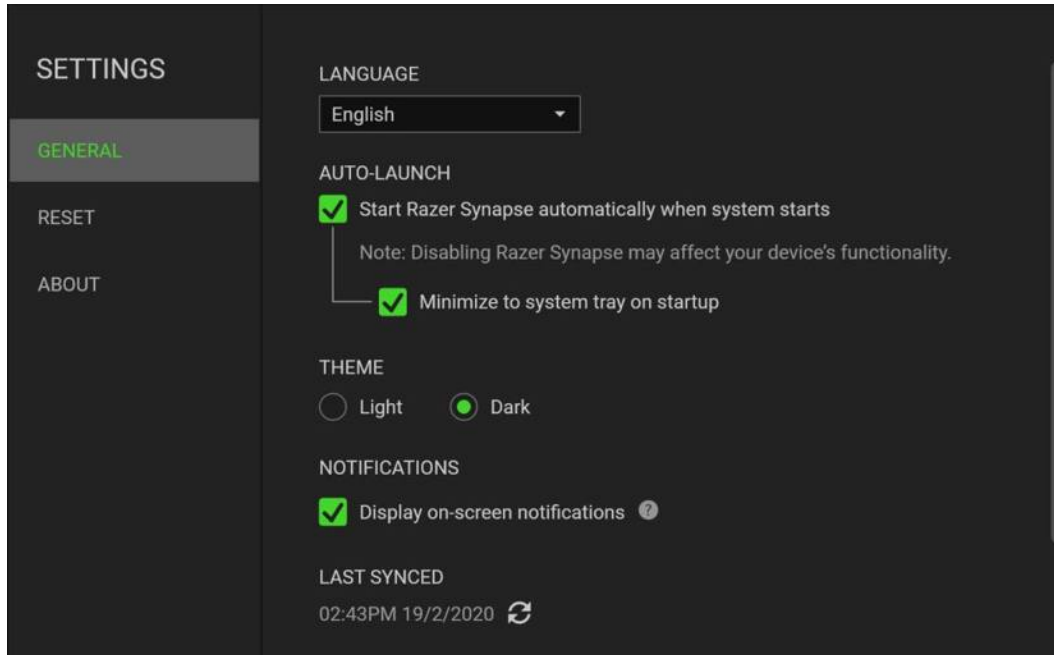 SETTINGS
GENERAL
RESET
ABOUT
LANGUAGE
English
AUTO-LAUNCH
Start Razer Synapse automatically when system starts
Note: Disabling Razer Synapse may affect your device’s functionality.
Minimize to system tray on startup
THEME
Light Dark
NOTIFICATIONS
Display on-screen notifications ?
LAST SYNCED
02:43PM 19/2/2020